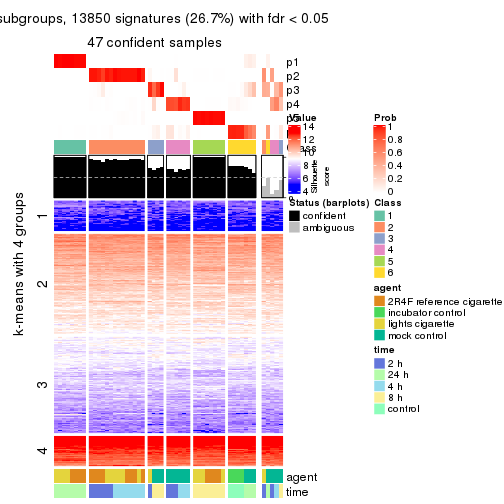 subgroups, 13850 signatures (26.7%) with fdr < 0.05
47 confident samples
p1
p2
p3
p4
Value
14
12
10
8
6
4
Silhouette
score
Prob
1
0.8
0.6
0.4
0.2
0
Status (barplots)
confident
ambiguous
Class
1
2
3
4
5
6
agent
2R4F reference cigarette
incubator control
lights cigarette
mock control
time
2 h
24 h
4 h
8 h
control
k-means with 4 groups
1
2
3
4
agent
time